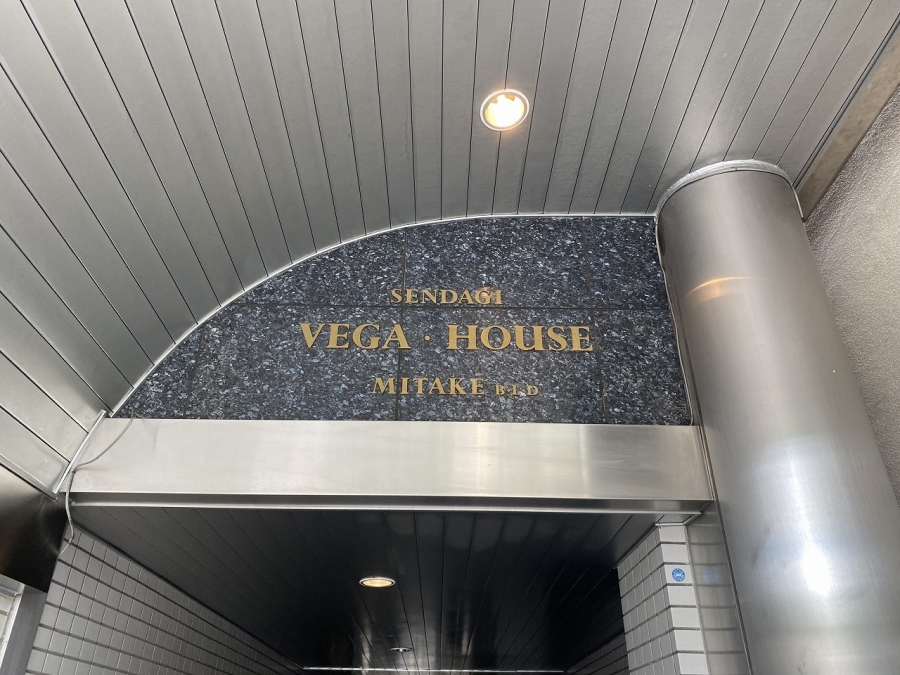 SENDAGI
VEGA · HOUSE
MITAKE BLD